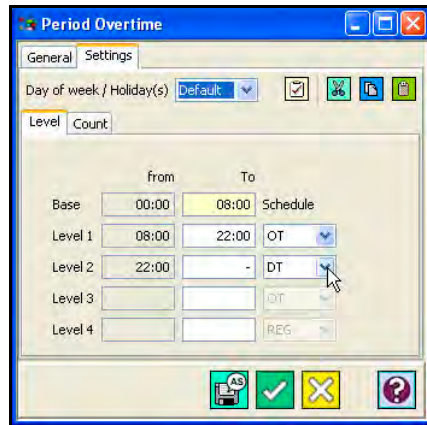 Period Overtime
General Settings
Day of week / Holiday(s) Default
Level Count
from To
Base 00:00 08:00 Schedule
Level 1 08:00 22:00 OT
Level 2 22:00 - DT
Level 3 OT
Level 4 REG
AS
?